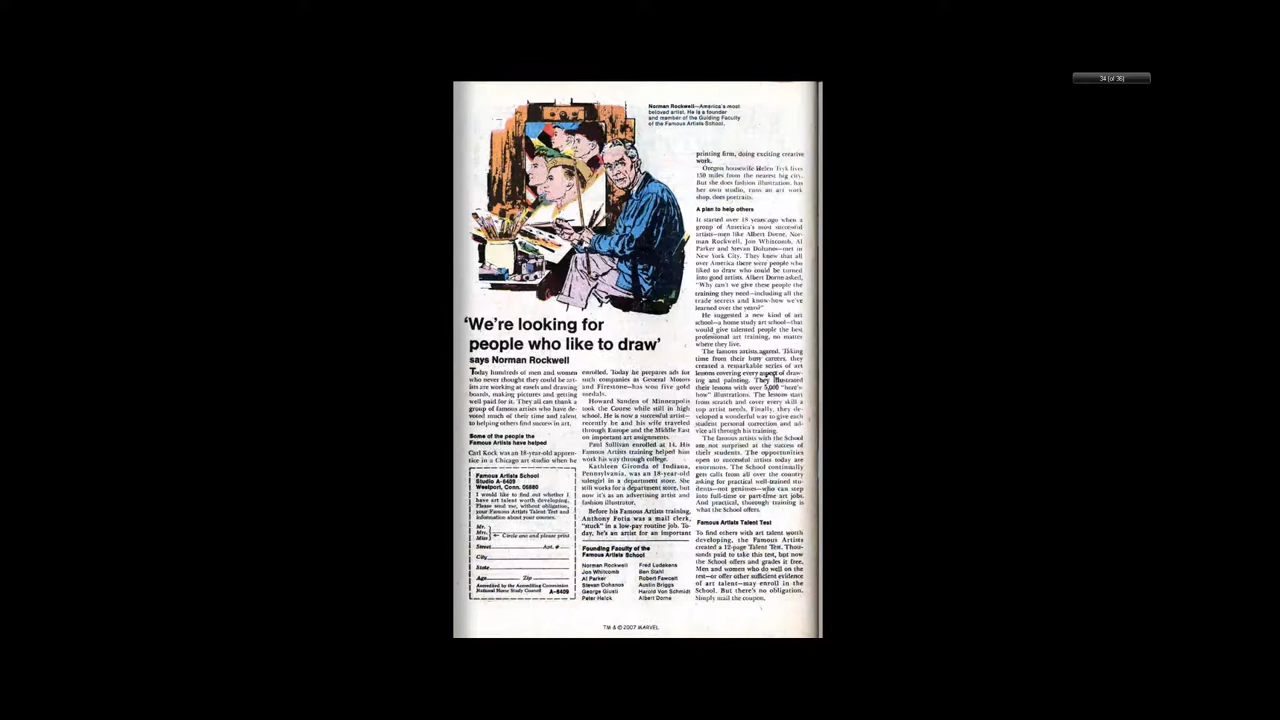 34 (of 36)
Norman Rockwell—America's most
beloved artist. He is a founder
and member of the Guiding Faculty
of the Famous Artists School.
'We're looking for
people who like to draw'
says Norman Rockwell
Today hundreds of men and women
who never thought they could be art-
ists are working at easels and drawing
boards, making pictures and getting
well paid for it. They all can thank a
group of famous artists who have de-
voted much of their time and talent
to helping others find success in art.
Some of the people the
Famous Artists have helped
Carl Kock was an 18-year-old appren-
tice in a Chicago art studio when he
Famous Artists School
Studio A-6409
Westport, Conn. 06880
I would like to find out whether I
have art talent worth developing.
Please send me, without obligation,
your Famous Artists Talent Test and
information about your courses.
Mr.
Mrs.
Miss
← Circle one and please print
Street Apt. #
City
State
Age Zip
Accredited by the Accrediting Commission
National Home Study Council A-6409
enrolled. Today he prepares ads for
such companies as General Motors
and Firestone—has won five gold
medals.
Howard Sanden of Minneapolis
took the Course while still in high
school. He is now a successful artist—
recently he and his wife traveled
through Europe and the Middle East
on important art assignments.
Paul Sullivan enrolled at 14. His
Famous Artists training helped him
work his way through college.
Kathleen Gironda of Indiana,
Pennsylvania, was an 18-year-old
salesgirl in a department store. She
still works for a department store, but
now it's as an advertising artist and
fashion illustrator.
Before his Famous Artists training,
Anthony Fotia was a mail clerk,
"stuck" in a low-pay routine job. To-
day, he's an artist for an important
Founding Faculty of the
Famous Artists School
Norman Rockwell
Jon Whitcomb
Al Parker
Stevan Dohanos
George Giusti
Peter Helck
Fred Ludekens
Ben Stahl
Robert Fawcett
Austin Briggs
Harold Von Schmidt
Albert Dorne
printing firm, doing exciting creative
work.
Oregon housewife Helen Tryk lives
150 miles from the nearest big city.
But she does fashion illustration, has
her own studio, runs an art work
shop, does portraits.
A plan to help others
It started over 18 years ago when a
group of America's most successful
artists—men like Albert Dorne, Nor-
man Rockwell, Jon Whitcomb, Al
Parker and Stevan Dohanos—met in
New York City. They knew that all
over America there were people who
liked to draw who could be turned
into good artists. Albert Dorne asked,
"Why can't we give these people the
training they need—including all the
trade secrets and know-how we've
learned over the years?"
He suggested a new kind of art
school—a home study art school—that
would give talented people the best
professional art training, no matter
where they live.
The famous artists agreed. Taking
time from their busy careers, they
created a remarkable series of art
lessons covering every aspect of draw-
ing and painting. They illustrated
their lessons with over 5,000 "here's-
how" illustrations. The lessons start
from scratch and cover every skill a
top artist needs. Finally, they de-
veloped a wonderful way to give each
student personal correction and ad-
vice all through his training.
The famous artists with the School
are not surprised at the success of
their students. The opportunities
open to successful artists today are
enormous. The School continually
gets calls from all over the country
asking for practical well-trained stu-
dents—not geniuses—who can step
into full-time or part-time art jobs.
And practical, thorough training is
what the School offers.
Famous Artists Talent Test
To find others with art talent worth
developing, the Famous Artists
created a 12-page Talent Test. Thou-
sands paid to take this test, but now
the School offers and grades it free.
Men and women who do well on the
test—or offer other sufficient evidence
of art talent—may enroll in the
School. But there's no obligation.
Simply mail the coupon.
TM & © 2007 MARVEL